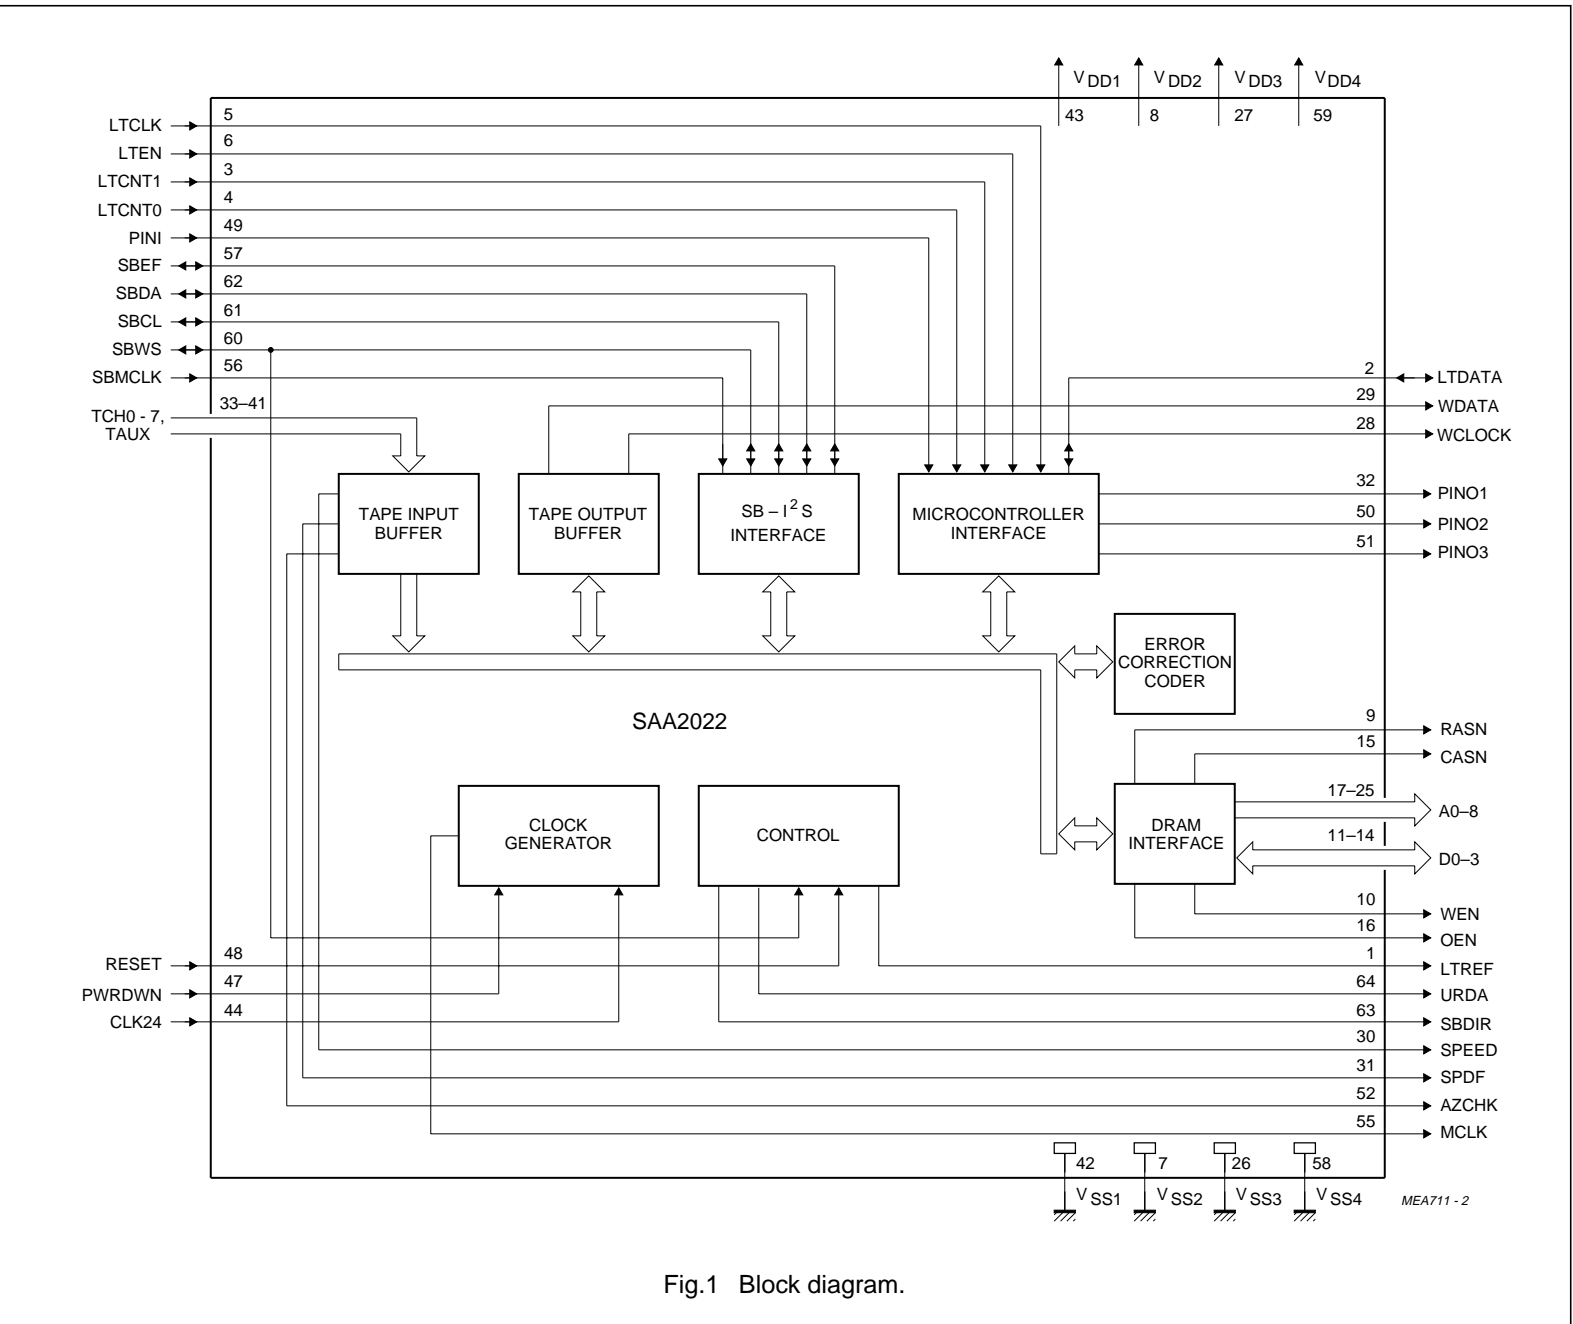 V DD1
V DD2
V DD3
V DD4
43
8
27
59
LTCLK
5
LTEN
6
LTCNT1
3
LTCNT0
4
PINI
49
SBEF
57
SBDA
62
SBCL
61
SBWS
60
SBMCLK
56
TCH0 - 7,
TAUX
33–41
2
LTDATA
29
WDATA
28
WCLOCK
32
PINO1
50
PINO2
51
PINO3
TAPE INPUT
BUFFER
TAPE OUTPUT
BUFFER
SB – I 2 S
INTERFACE
MICROCONTROLLER
INTERFACE
ERROR
CORRECTION
CODER
SAA2022
9
RASN
15
CASN
17–25
A0–8
11–14
D0–3
CLOCK
GENERATOR
CONTROL
DRAM
INTERFACE
10
WEN
16
OEN
RESET
48
PWRDWN
47
CLK24
44
1
LTREF
64
URDA
63
SBDIR
30
SPEED
31
SPDF
52
AZCHK
55
MCLK
42
7
26
58
V SS1
V SS2
V SS3
V SS4
MEA711 - 2
Fig.1 Block diagram.